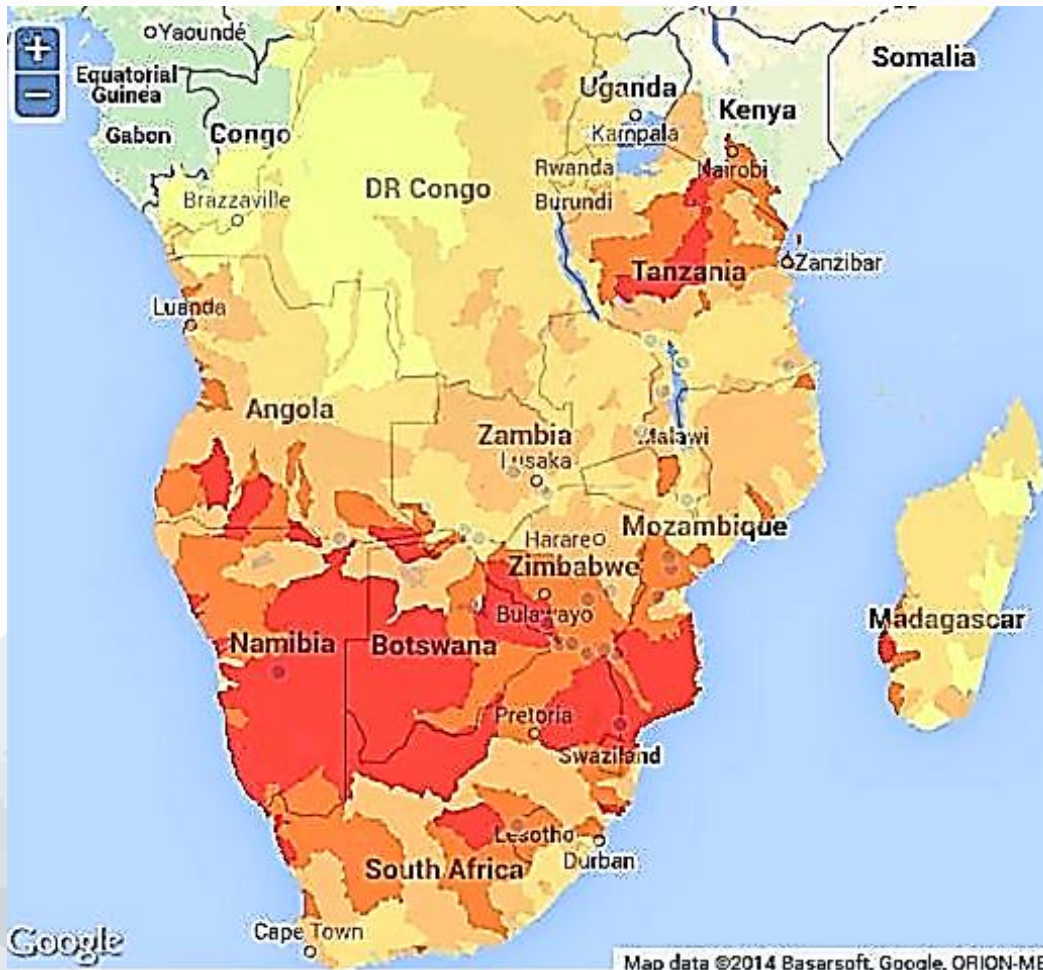 +
Yaoundé
Somalia
−
Equatorial
Guinea
Uganda
Kenya
Gabon
Congo
Kampala
Nairobi
Rwanda
DR Congo
Brazzaville
Burundi
Tanzania
Zanzibar
Luanda
Angola
Zambia
Malawi
Lusaka
Mozambique
Harare
Zimbabwe
Bulawayo
Madagascar
Namibia
Botswana
Pretoria
Swaziland
Lesotho
Durban
South Africa
Cape Town
Google
Map data ©2014 Basarsoft, Google, ORION-ME